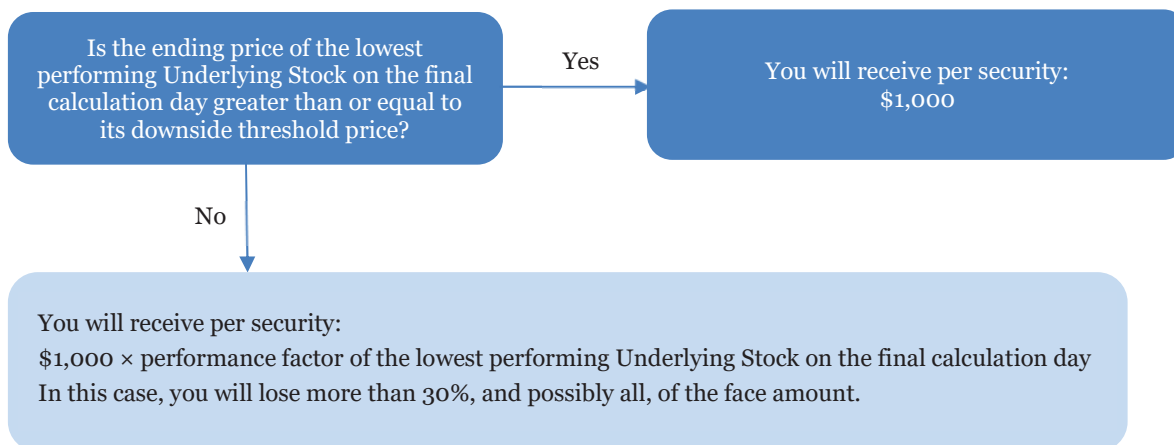 Is the ending price of the lowest
performing Underlying Stock on the final
calculation day greater than or equal to
its downside threshold price?
Yes
You will receive per security:
$1,000
No
You will receive per security:
$1,000 × performance factor of the lowest performing Underlying Stock on the final calculation day
In this case, you will lose more than 30%, and possibly all, of the face amount.